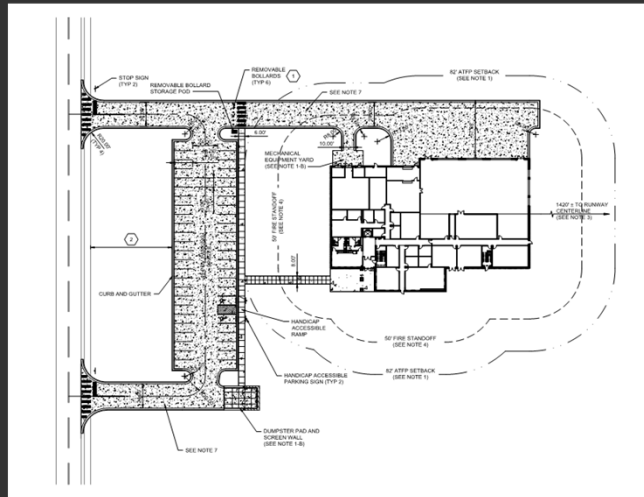 STOP SIGN
(TYP 2)
REMOVABLE BOLLARD
STORAGE PGD
REMOVABLE
BOLLARDS
(TYP 6)
1
SEE NOTE 7
82' ATFP SETBACK
(SEE NOTE 1)
6.00'
10.00'
MECHANICAL
EQUIPMENT YARD
(SEE NOTE 1-B)
50' FIRE STANDOFF
(SEE NOTE 4)
1420' ± TO RUNWAY
CENTERLINE
(SEE NOTE 3)
2
CURB AND GUTTER
HANDICAP
ACCESSIBLE
RAMP
50' FIRE STANDOFF
(SEE NOTE 4)
HANDICAP ACCESSIBLE
PARKING SIGN (TYP 2)
82' ATFP SETBACK
(SEE NOTE 1)
DUMPSTER PAD AND
SCREEN WALL
(SEE NOTE 1-B)
SEE NOTE 7